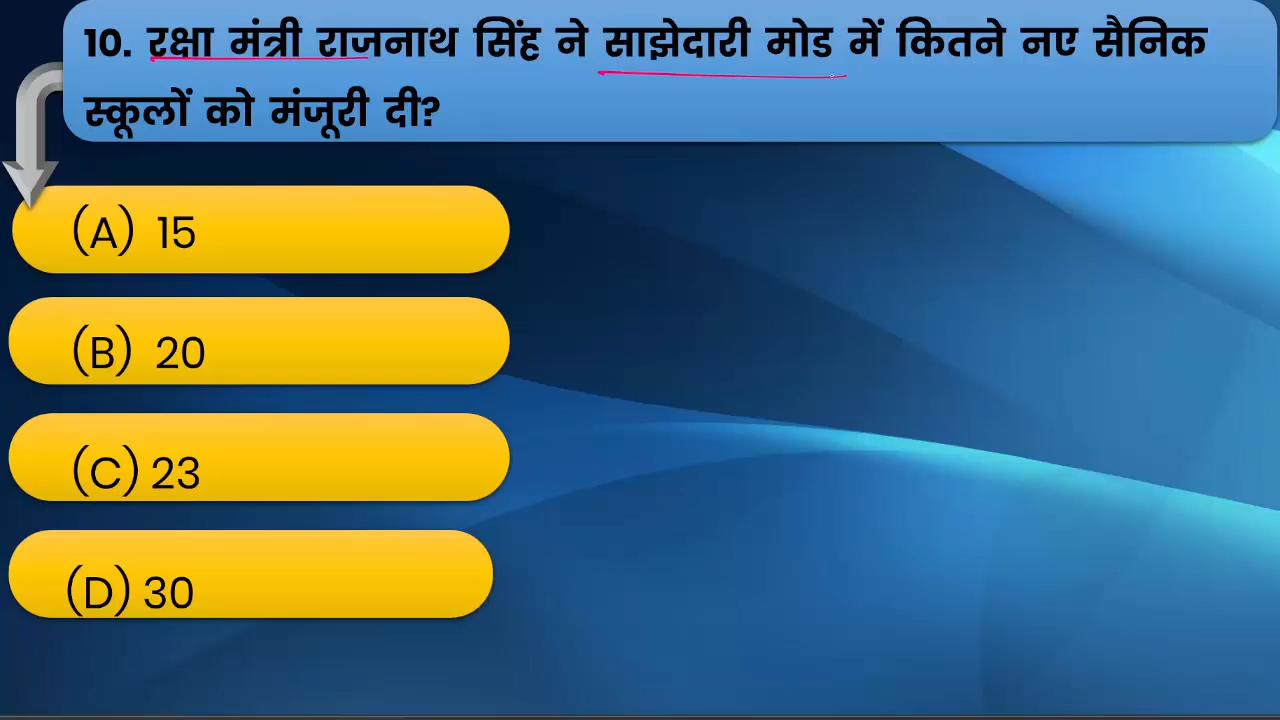 10. रक्षा मंत्री राजनाथ सिंह ने साझेदारी मोड में कितने नए सैनिक
स्कूलों को मंजूरी दी?
(A) 15
(B) 20
(C) 23
(D) 30